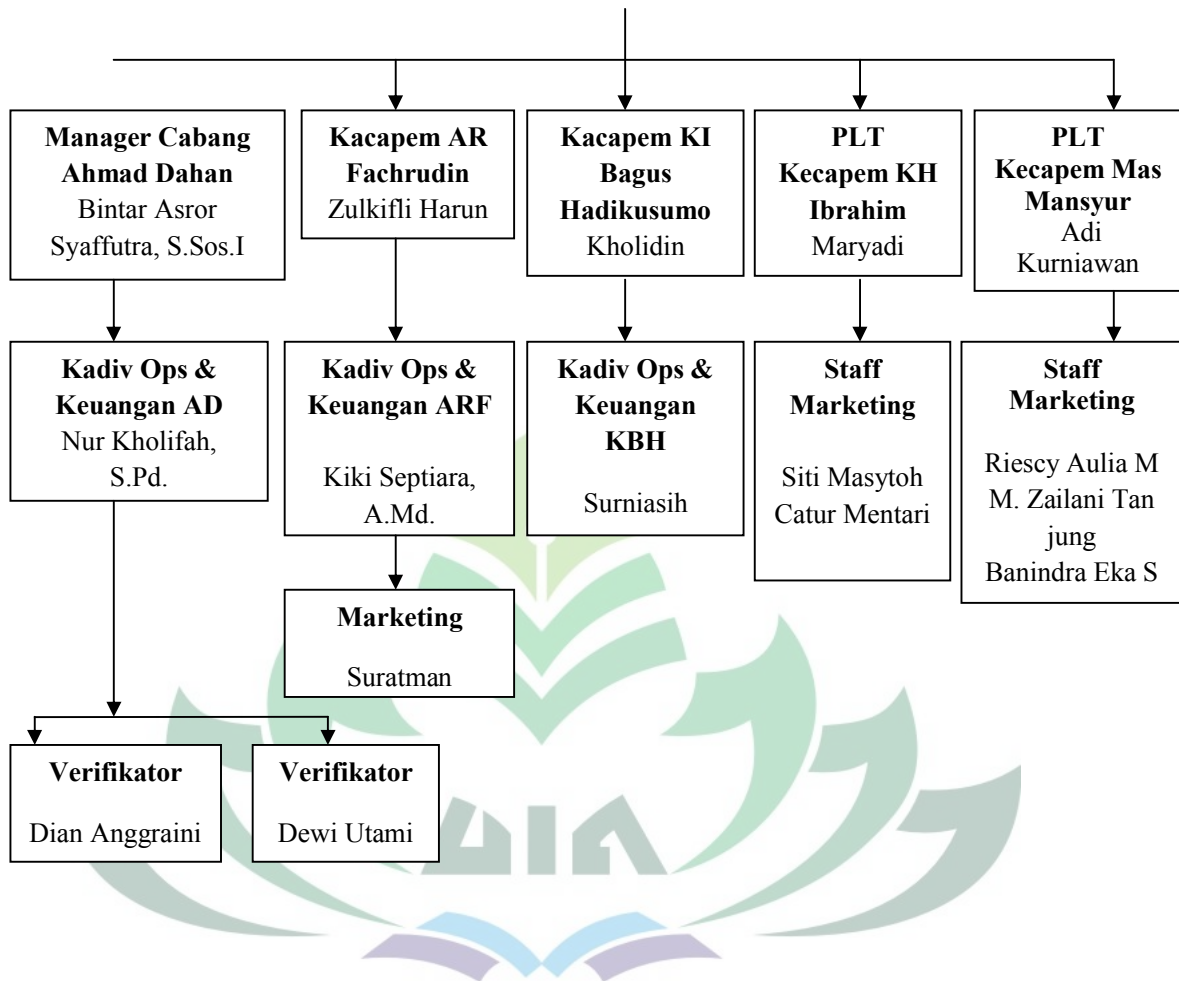 Manager Cabang
Ahmad Dahan
Bintar Asror
Syaffutra, S.Sos.I
Kacapem AR
Fachrudin
Zulkifli Harun
Kacapem KI
Bagus
Hadikusumo
Kholidin
PLT
Kecapem KH
Ibrahim
Maryadi
PLT
Kecapem Mas
Mansyur
Adi
Kurniawan
Kadiv Ops &
Keuangan AD
Nur Kholifah,
S.Pd.
Kadiv Ops &
Keuangan ARF
Kiki Septiara,
A.Md.
Kadiv Ops &
Keuangan
KBH
Surniasih
Staff
Marketing
Siti Masytoh
Catur Mentari
Staff
Marketing
Riescy Aulia M
M. Zailani Tan
jung
Banindra Eka S
Marketing
Suratman
Verifikator
Dian Anggraini
Verifikator
Dewi Utami